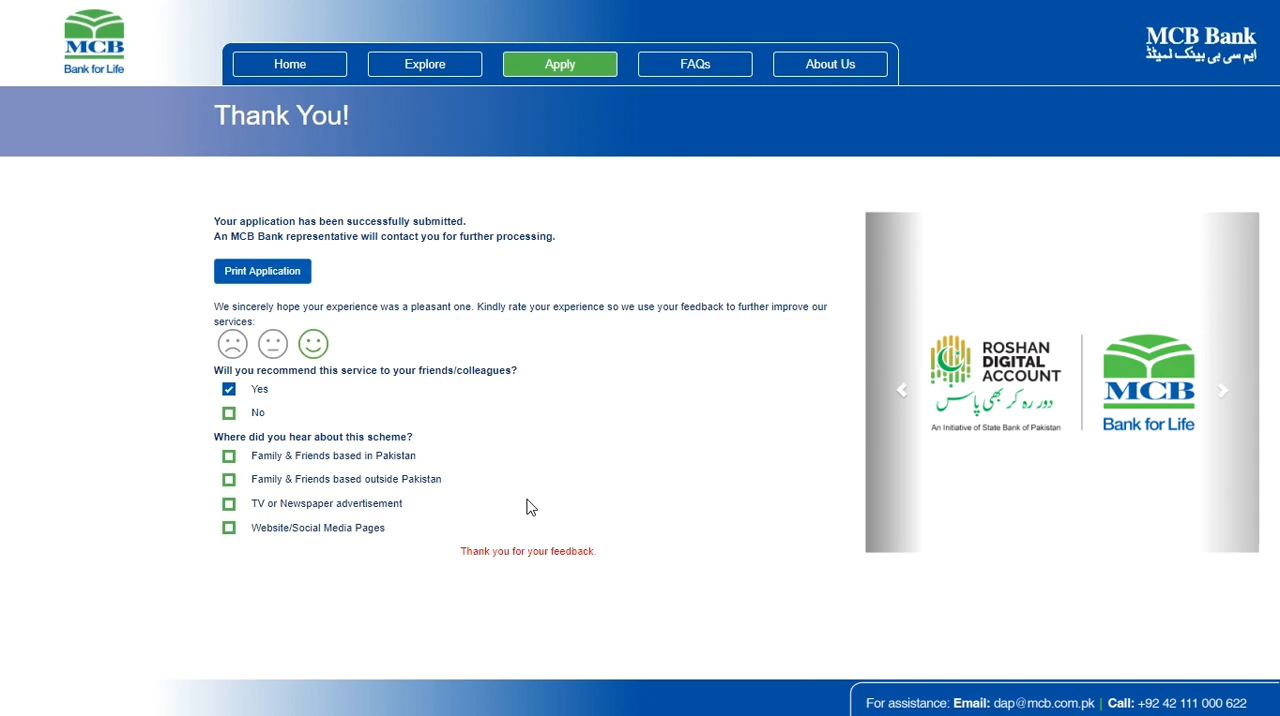 MCB
Bank for Life
Home
Explore
Apply
FAQs
About Us
MCB Bank
ایم سی بی بینک لمیٹڈ
Thank You!
Your application has been successfully submitted.
An MCB Bank representative will contact you for further processing.
Print Application
We sincerely hope your experience was a pleasant one. Kindly rate your experience so we use your feedback to further improve our
services:
Will you recommend this service to your friends/colleagues?
Yes
No
Where did you hear about this scheme?
Family & Friends based in Pakistan
Family & Friends based outside Pakistan
TV or Newspaper advertisement
Website/Social Media Pages
Thank you for your feedback.
ROSHAN
DIGITAL
ACCOUNT
دور رہ کر بھی پاس
An Initiative of State Bank of Pakistan
MCB
Bank for Life
For assistance: Email: dap@mcb.com.pk | Call: +92 42 111 000 622